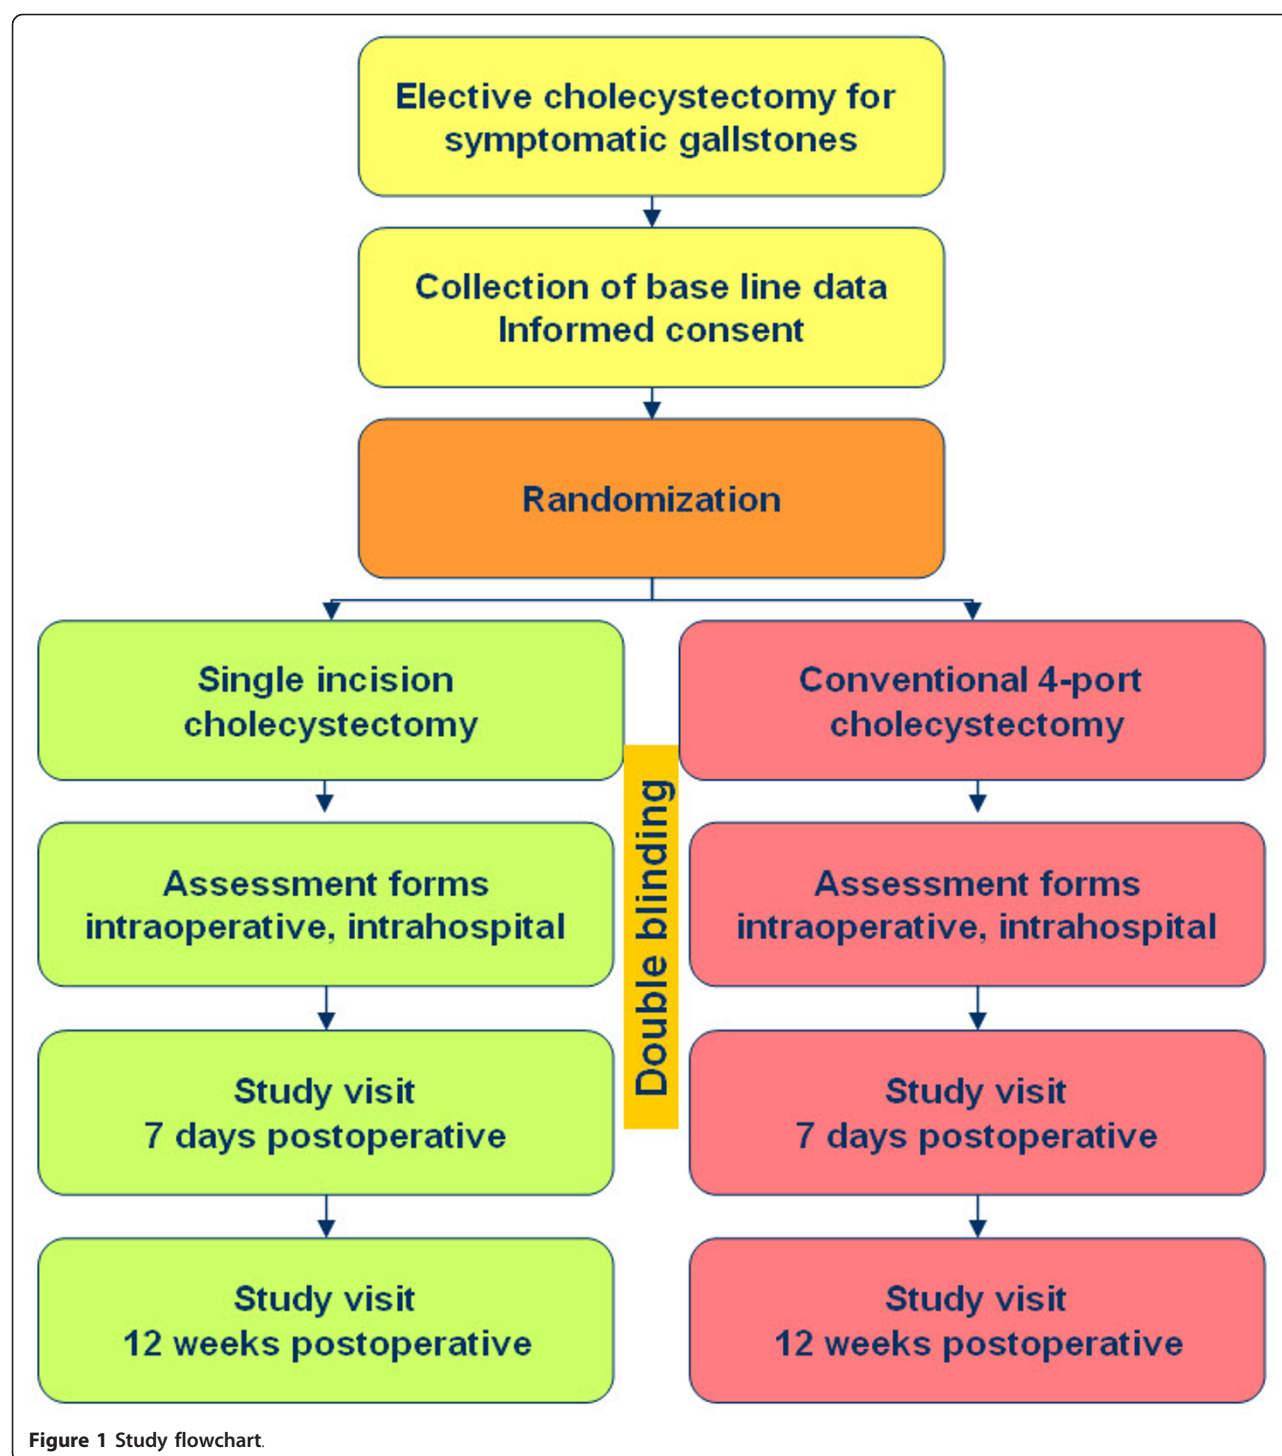 Elective cholecystectomy for
symptomatic gallstones
Collection of base line data
Informed consent
Randomization
Single incision
cholecystectomy
Conventional 4-port
cholecystectomy
Double blinding
Assessment forms
intraoperative, intrahospital
Assessment forms
intraoperative, intrahospital
Study visit
7 days postoperative
Study visit
7 days postoperative
Study visit
12 weeks postoperative
Study visit
12 weeks postoperative
Figure 1 Study flowchart.